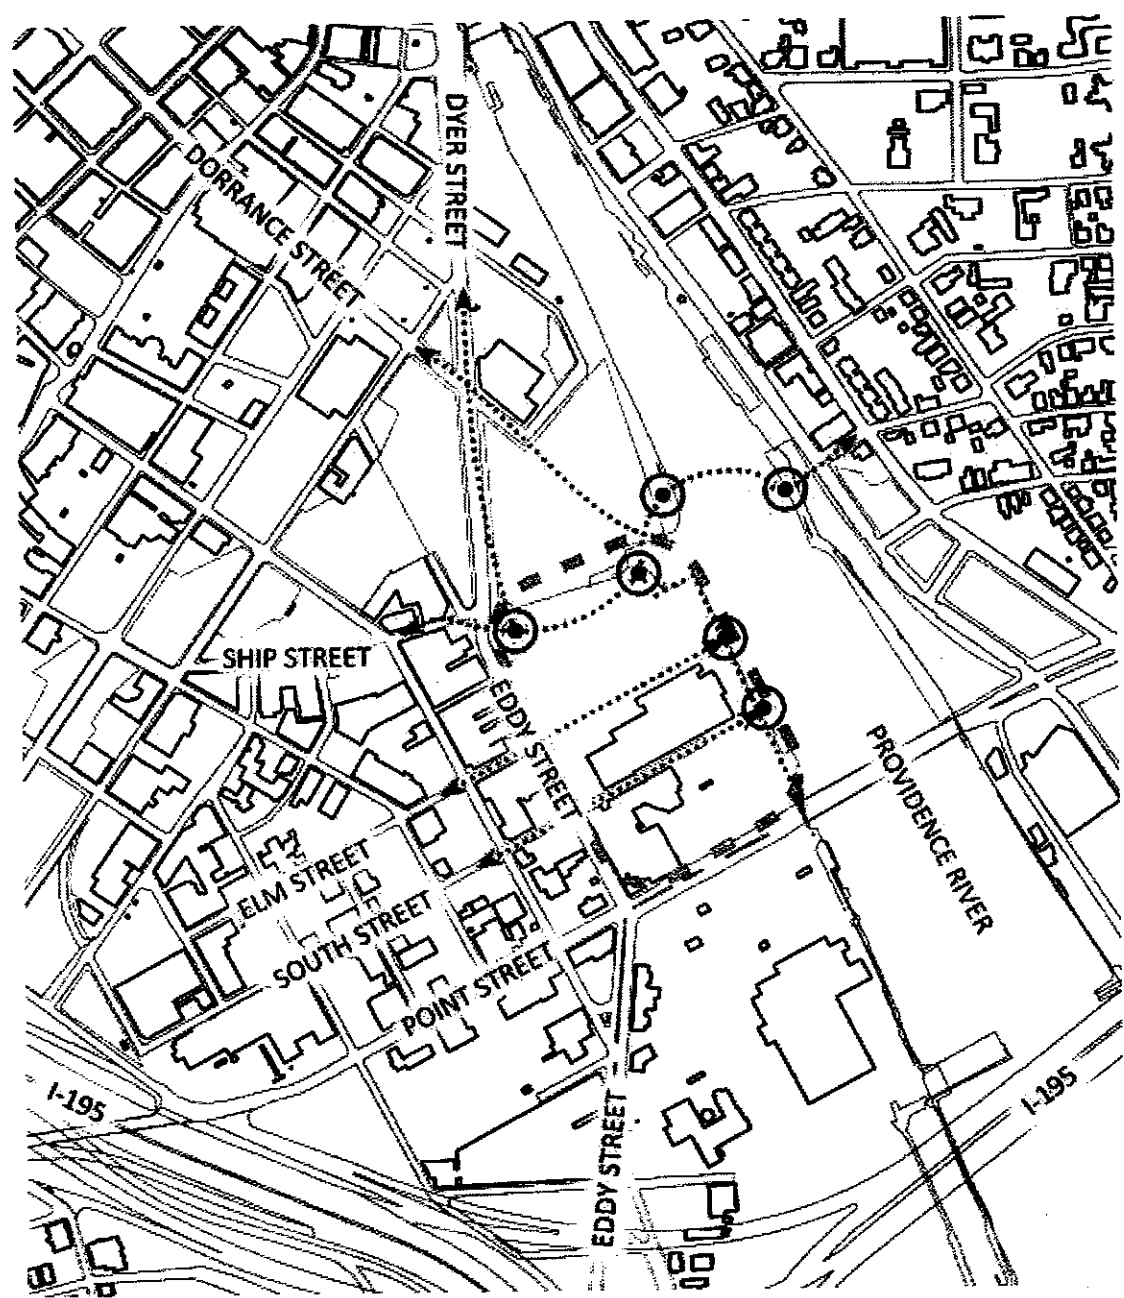 DYER STREET
DORRANCE STREET
SHIP STREET
EDDY STREET
PROVIDENCE RIVER
ELM STREET
SOUTH STREET
POINT STREET
I-195
I-195
EDDY STREET